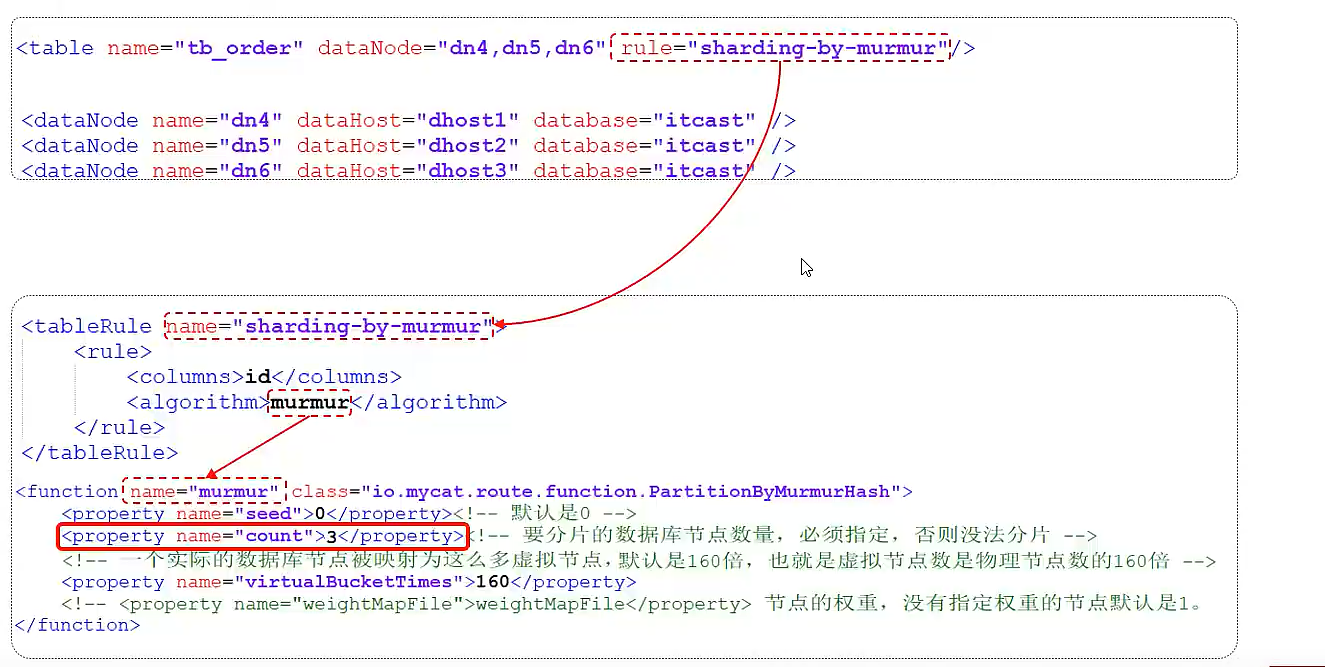 <table name="tb_order" dataNode="dn4,dn5,dn6" rule="sharding-by-murmur"/>
<dataNode name="dn4" dataHost="dhost1" database="itcast" />
<dataNode name="dn5" dataHost="dhost2" database="itcast" />
<dataNode name="dn6" dataHost="dhost3" database="itcast" />
<tableRule name="sharding-by-murmur">
<rule>
<columns>id</columns>
<algorithm>murmur</algorithm>
</rule>
</tableRule>
<function name="murmur" class="io.mycat.route.function.PartitionByMurmurHash">
<property name="seed">0</property><!-- 默认是0 -->
<property name="count">3</property><!-- 要分片的数据库节点数量，必须指定，否则没法分片 -->
<!-- 一个实际的数据库节点被映射为这么多虚拟节点，默认是160倍，也就是虚拟节点数是物理节点数的160倍 -->
<property name="virtualBucketTimes">160</property>
<!-- <property name="weightMapFile">weightMapFile</property> 节点的权重，没有指定权重的节点默认是1。
</function>